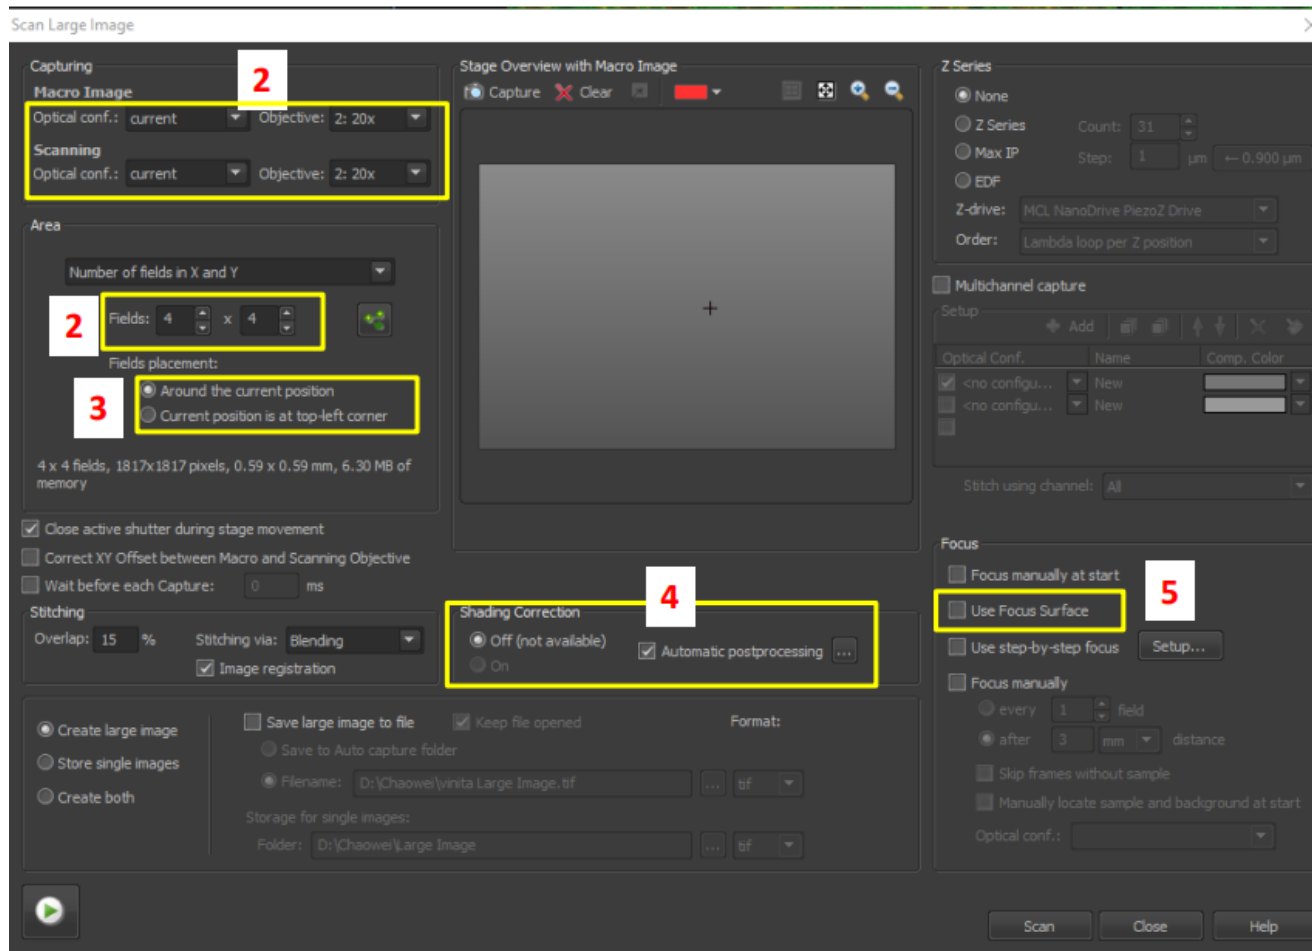 Scan Large Image
Capturing
2
Macro Image
Optical conf.: current Objective: 2: 20x
Scanning
Optical conf.: current Objective: 2: 20x
Area
Number of fields in X and Y
2
Fields: 4 x 4
Fields placement:
3
Around the current position
Current position is at top-left corner
4 x 4 fields, 1817x1817 pixels, 0.59 x 0.59 mm, 6.30 MB of
memory
Close active shutter during stage movement
Correct XY Offset between Macro and Scanning Objective
Wait before each Capture: 0 ms
Stitching
Overlap: 15 % Stitching via: Blending
Image registration
Stage Overview with Macro Image
Capture Clear
4
Shading Correction
Off (not available)
On
Automatic postprocessing ...
Z Series
None
Z Series Count: 31
Max IP Step: 1 µm ← 0.900 µm
EDF
Z-drive: MCL NanoDrive PiezoZ Drive
Order: Lambda loop per Z position
Multichannel capture
Setup
Add
Optical Conf. Name Comp. Color
<no configu... New
<no configu... New
Stitch using channel: All
Focus
Focus manually at start
5
Use Focus Surface
Use step-by-step focus Setup...
Focus manually
every 1 field
after 3 mm distance
Skip frames without sample
Manually locate sample and background at start
Optical conf.:
Create large image
Store single images
Create both
Save large image to file Keep file opened Format:
Save to Auto capture folder
Filename: D:\Chaowei\vinita Large Image.tif ... tif
Storage for single images:
Folder: D:\Chaowei\Large Image ... tif
Scan Close Help